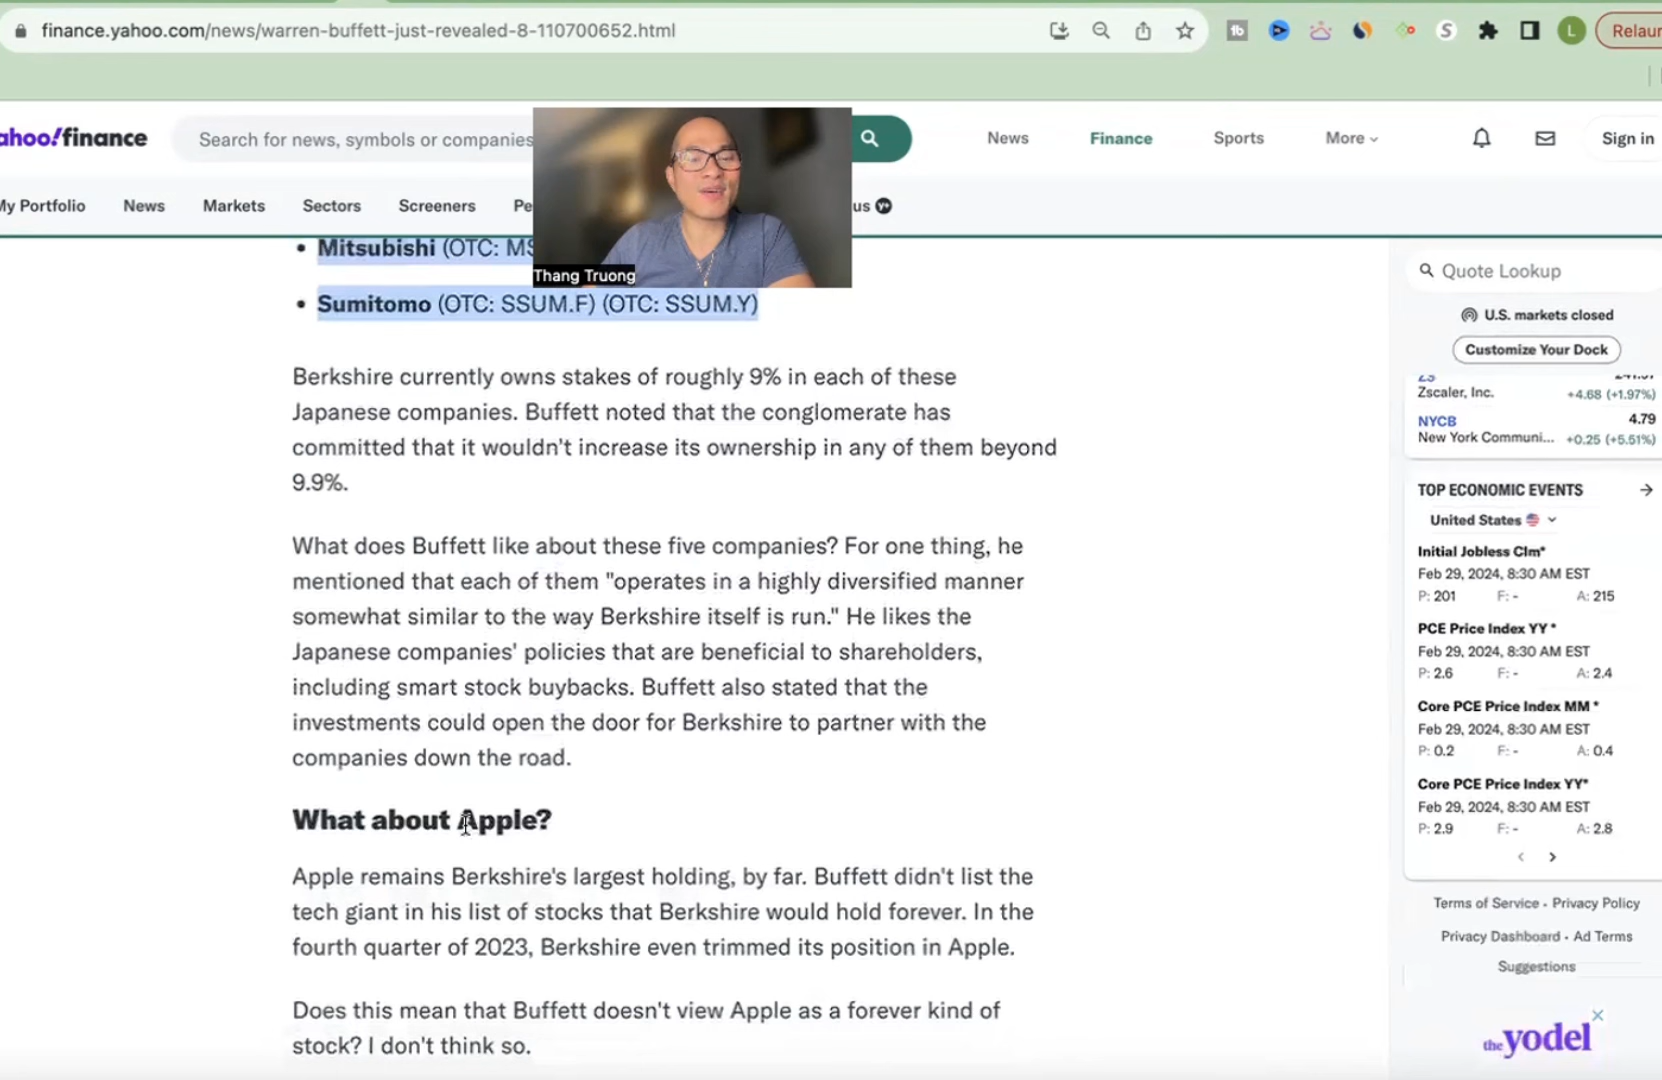 finance.yahoo.com/news/warren-buffett-just-revealed-8-110700652.html
tb
S
L
Relaun
ahoo!finance
Search for news, symbols or companies
News
Finance
Sports
More
Sign in
My Portfolio
News
Markets
Sectors
Screeners
Pe
us
Y+
Thang Truong
• Mitsubishi (OTC: MS
• Sumitomo (OTC: SSUM.F) (OTC: SSUM.Y)
Berkshire currently owns stakes of roughly 9% in each of these
Japanese companies. Buffett noted that the conglomerate has
committed that it wouldn't increase its ownership in any of them beyond
9.9%.
What does Buffett like about these five companies? For one thing, he
mentioned that each of them "operates in a highly diversified manner
somewhat similar to the way Berkshire itself is run." He likes the
Japanese companies' policies that are beneficial to shareholders,
including smart stock buybacks. Buffett also stated that the
investments could open the door for Berkshire to partner with the
companies down the road.
What about Apple?
Apple remains Berkshire's largest holding, by far. Buffett didn't list the
tech giant in his list of stocks that Berkshire would hold forever. In the
fourth quarter of 2023, Berkshire even trimmed its position in Apple.
Does this mean that Buffett doesn't view Apple as a forever kind of
stock? I don't think so.
Quote Lookup
U.S. markets closed
Customize Your Dock
ZS
Zscaler, Inc. +4.68 (+1.97%)
NYCB 4.79
New York Communi... +0.25 (+5.51%)
TOP ECONOMIC EVENTS
United States
Initial Jobless Clm*
Feb 29, 2024, 8:30 AM EST
P: 201 F: - A: 215
PCE Price Index YY *
Feb 29, 2024, 8:30 AM EST
P: 2.6 F: - A: 2.4
Core PCE Price Index MM *
Feb 29, 2024, 8:30 AM EST
P: 0.2 F: - A: 0.4
Core PCE Price Index YY*
Feb 29, 2024, 8:30 AM EST
P: 2.9 F: - A: 2.8
Terms of Service • Privacy Policy
Privacy Dashboard • Ad Terms
Suggestions
the yodel